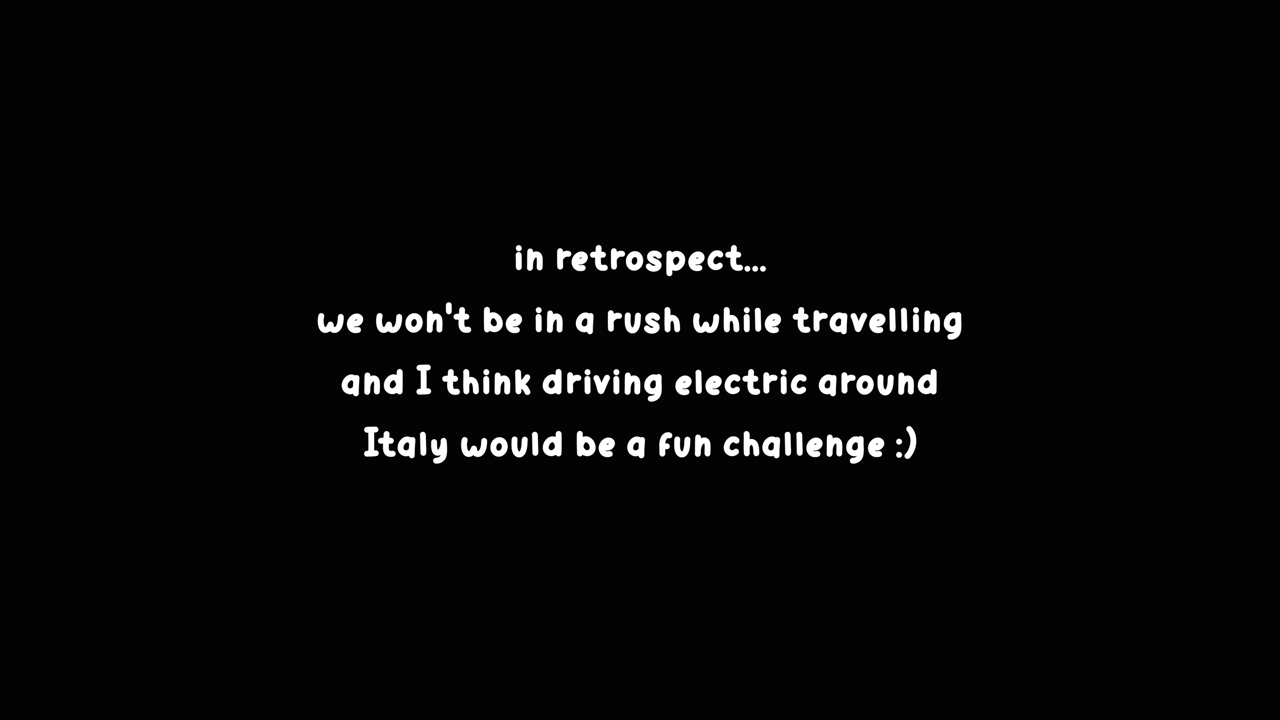 in retrospect...
we won't be in a rush while travelling
and I think driving electric around
Italy would be a fun challenge :)